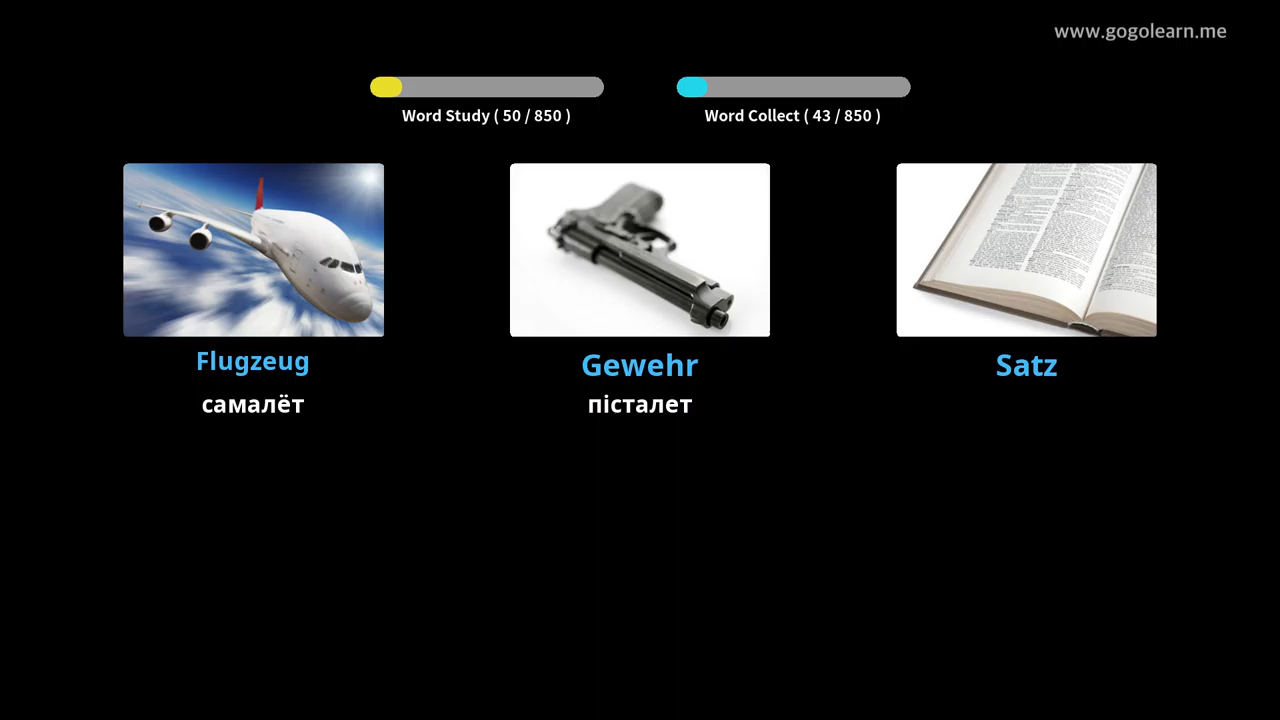 www.gogolearn.me
Word Study ( 50 / 850 )
Word Collect ( 43 / 850 )
Flugzeug
Gewehr
Satz
самалёт
пісталет